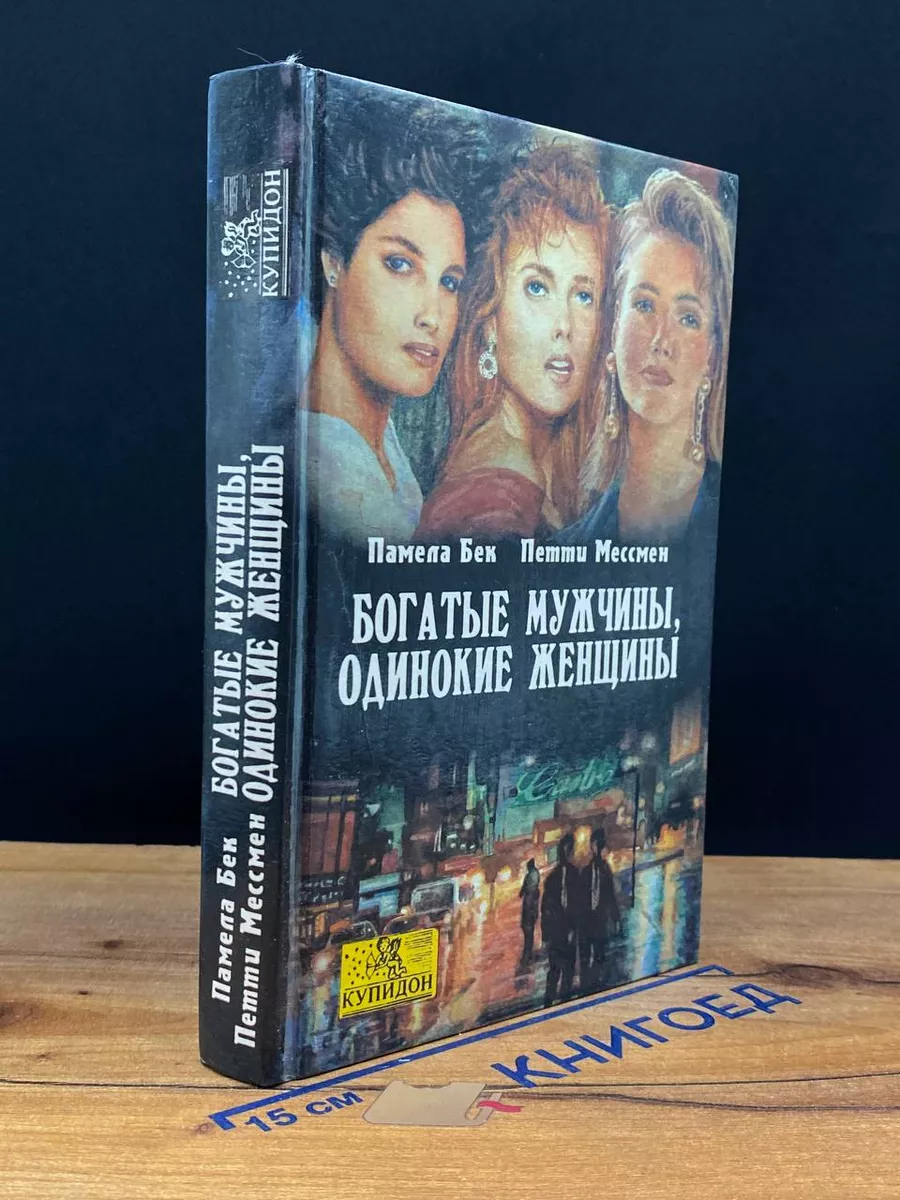 Памела Бек Петти Мессмен
БОГАТЫЕ МУЖЧИНЫ,
ОДИНОКИЕ ЖЕНЩИНЫ
Casino
КУПИДОН
КУПИДОН
Памела Бек БОГАТЫЕ МУЖЧИНЫ,
Петти Мессмен ОДИНОКИЕ ЖЕНЩИНЫ
15 см
КНИГОЕД